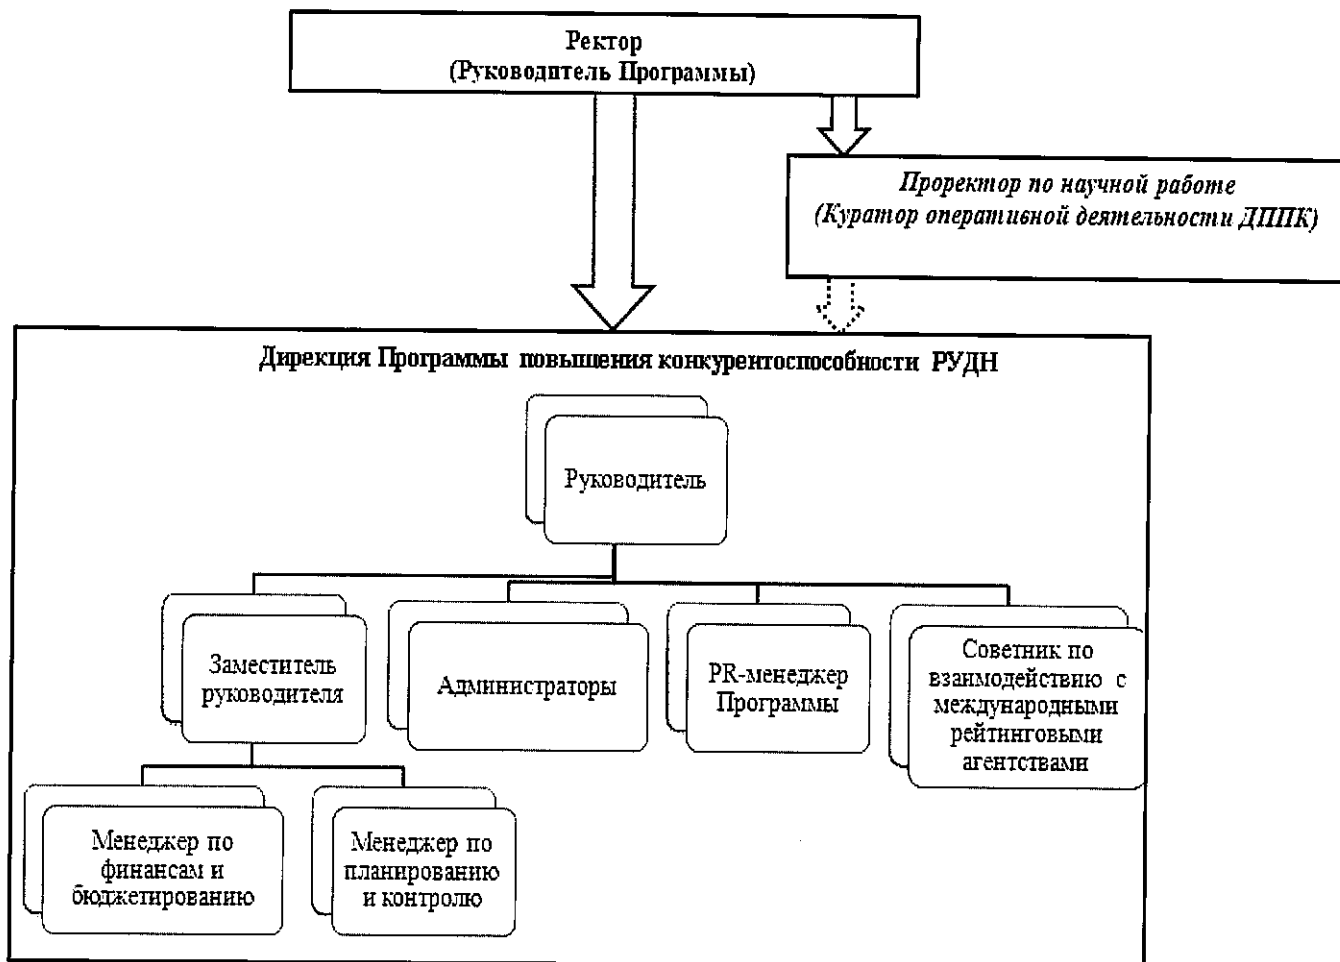 Ректор
(Руководитель Программы)
Проректор по научной работе
(Куратор оперативной деятельности ДППК)
Дирекция Программы повышения конкурентоспособности РУДН
Руководитель
Заместитель
руководителя
Администраторы
PR-менеджер
Программы
Советник по
взаимодействию с
международными
рейтинговыми
агентствами
Менеджер по
финансам и
бюджетированию
Менеджер по
планированию
и контролю